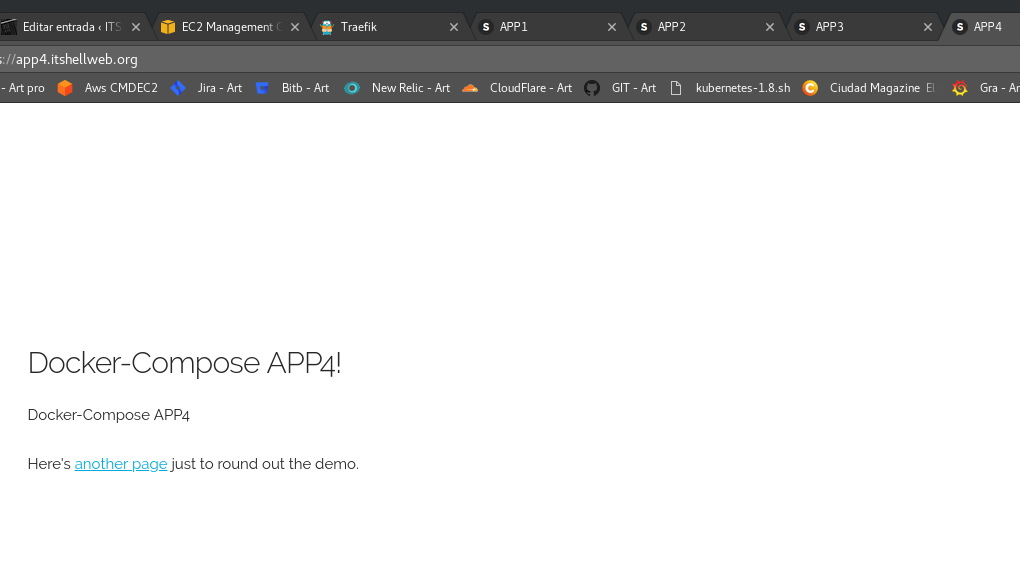 Editar entrada ‹ ITS EC2 Management C Traefik APP1 APP2 APP3 APP4
s://app4.itshellweb.org
- Art pro Aws CMDEC2 Jira - Art Bitb - Art New Relic - Art CloudFlare - Art GIT - Art kubernetes-1.8.sh Ciudad Magazine El Gra - Ar
Docker-Compose APP4!
Docker-Compose APP4
Here's another page just to round out the demo.